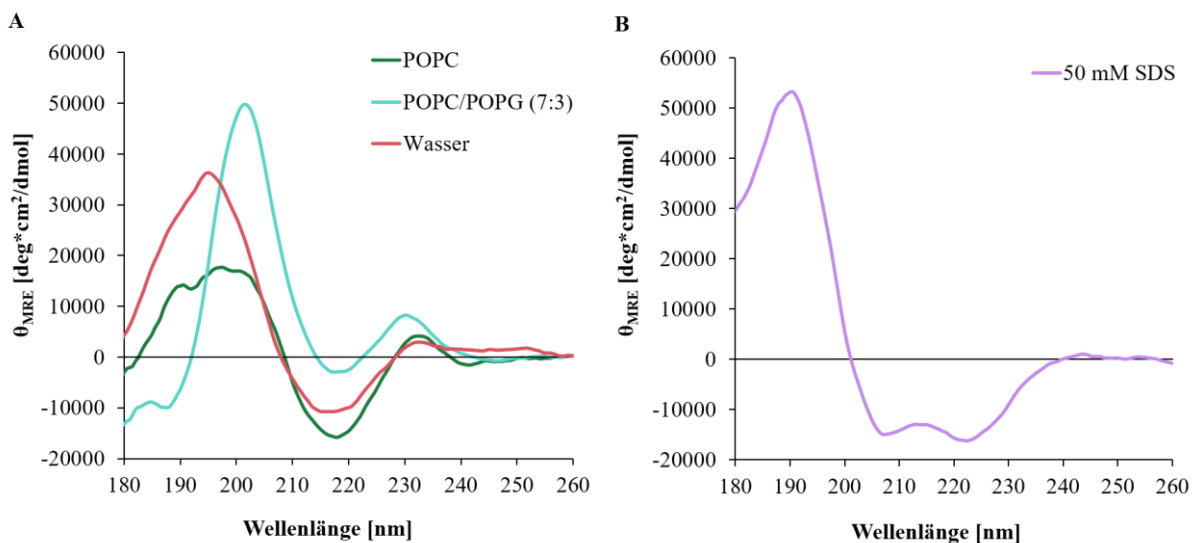 A
θMRE [deg*cm²/dmol]
60000
50000
40000
30000
20000
10000
0
-10000
-20000
POPC
POPC/POPG (7:3)
Wasser
180 190 200 210 220 230 240 250 260
Wellenlänge [nm]
B
θMRE [deg*cm²/dmol]
60000
50000
40000
30000
20000
10000
0
-10000
-20000
50 mM SDS
180 190 200 210 220 230 240 250 260
Wellenlänge [nm]